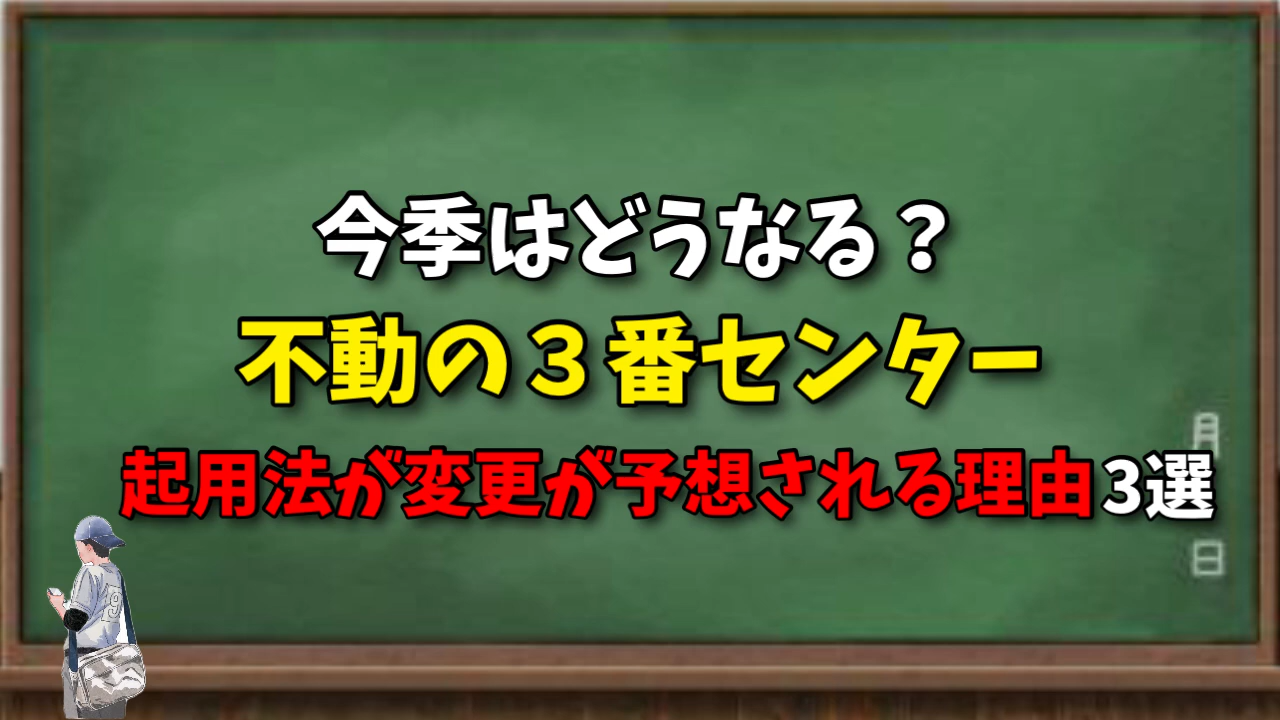 今季はどうなる？
不動の３番センター
起用法が変更が予想される理由3選
月
日
9